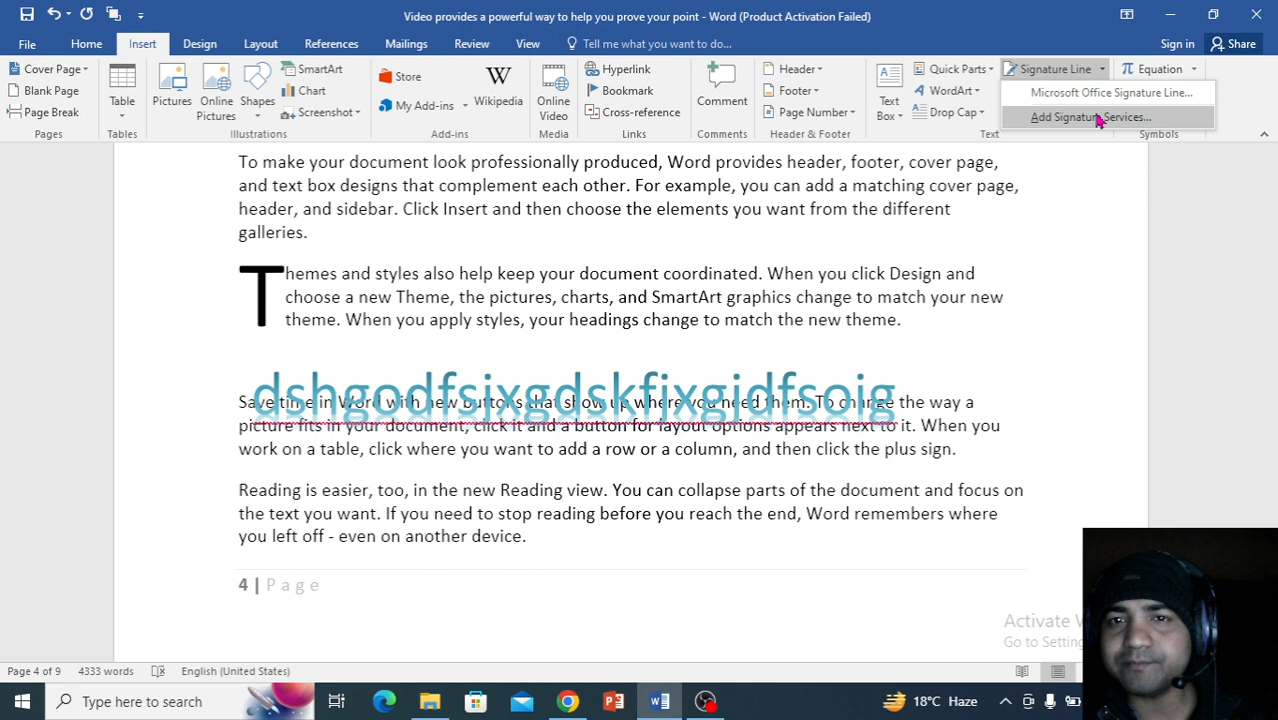 Video provides a powerful way to help you prove your point - Word (Product Activation Failed)
File Home Insert Design Layout References Mailings Review View Tell me what you want to do... Sign in Share
Cover Page
Blank Page
Page Break
Pages
Table
Tables
Pictures
Online Pictures
Shapes
SmartArt
Chart
Screenshot
Illustrations
Store
My Add-ins
Wikipedia
Add-ins
Online Video
Media
Hyperlink
Bookmark
Cross-reference
Links
Comment
Comments
Header
Footer
Page Number
Header & Footer
Text Box
Quick Parts
WordArt
Drop Cap
Text
Signature Line
Microsoft Office Signature Line...
Add Signature Services...
Equation
Symbols
To make your document look professionally produced, Word provides header, footer, cover page,
and text box designs that complement each other. For example, you can add a matching cover page,
header, and sidebar. Click Insert and then choose the elements you want from the different
galleries.
Themes and styles also help keep your document coordinated. When you click Design and
choose a new Theme, the pictures, charts, and SmartArt graphics change to match your new
theme. When you apply styles, your headings change to match the new theme.
dshgodfsjxgdskfjxgjdfsoig
Save time in Word with new buttons that show up where you need them. To change the way a
picture fits in your document, click it and a button for layout options appears next to it. When you
work on a table, click where you want to add a row or a column, and then click the plus sign.
Reading is easier, too, in the new Reading view. You can collapse parts of the document and focus on
the text you want. If you need to stop reading before you reach the end, Word remembers where
you left off - even on another device.
4 | Page
Activate
Go to Setting
Page 4 of 9 4333 words English (United States)
Type here to search
18°C Haze